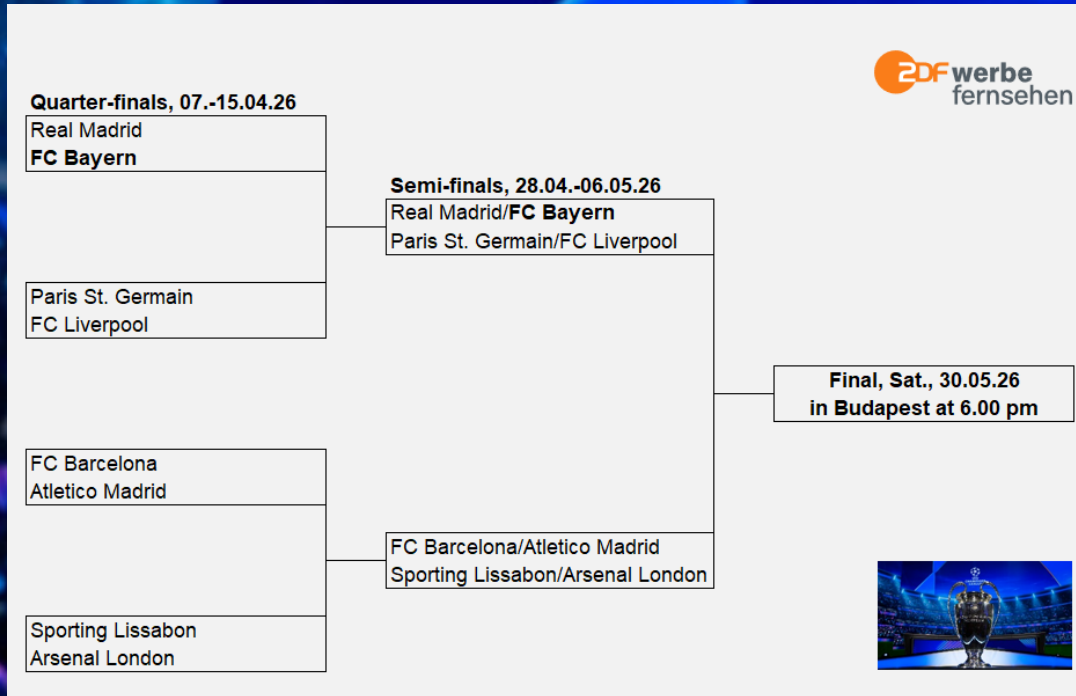 ZDF werbe
fernsehen
Quarter-finals, 07.-15.04.26
Real Madrid
FC Bayern
Semi-finals, 28.04.-06.05.26
Real Madrid/FC Bayern
Paris St. Germain/FC Liverpool
Paris St. Germain
FC Liverpool
Final, Sat., 30.05.26
in Budapest at 6.00 pm
FC Barcelona
Atletico Madrid
FC Barcelona/Atletico Madrid
Sporting Lissabon/Arsenal London
Sporting Lissabon
Arsenal London